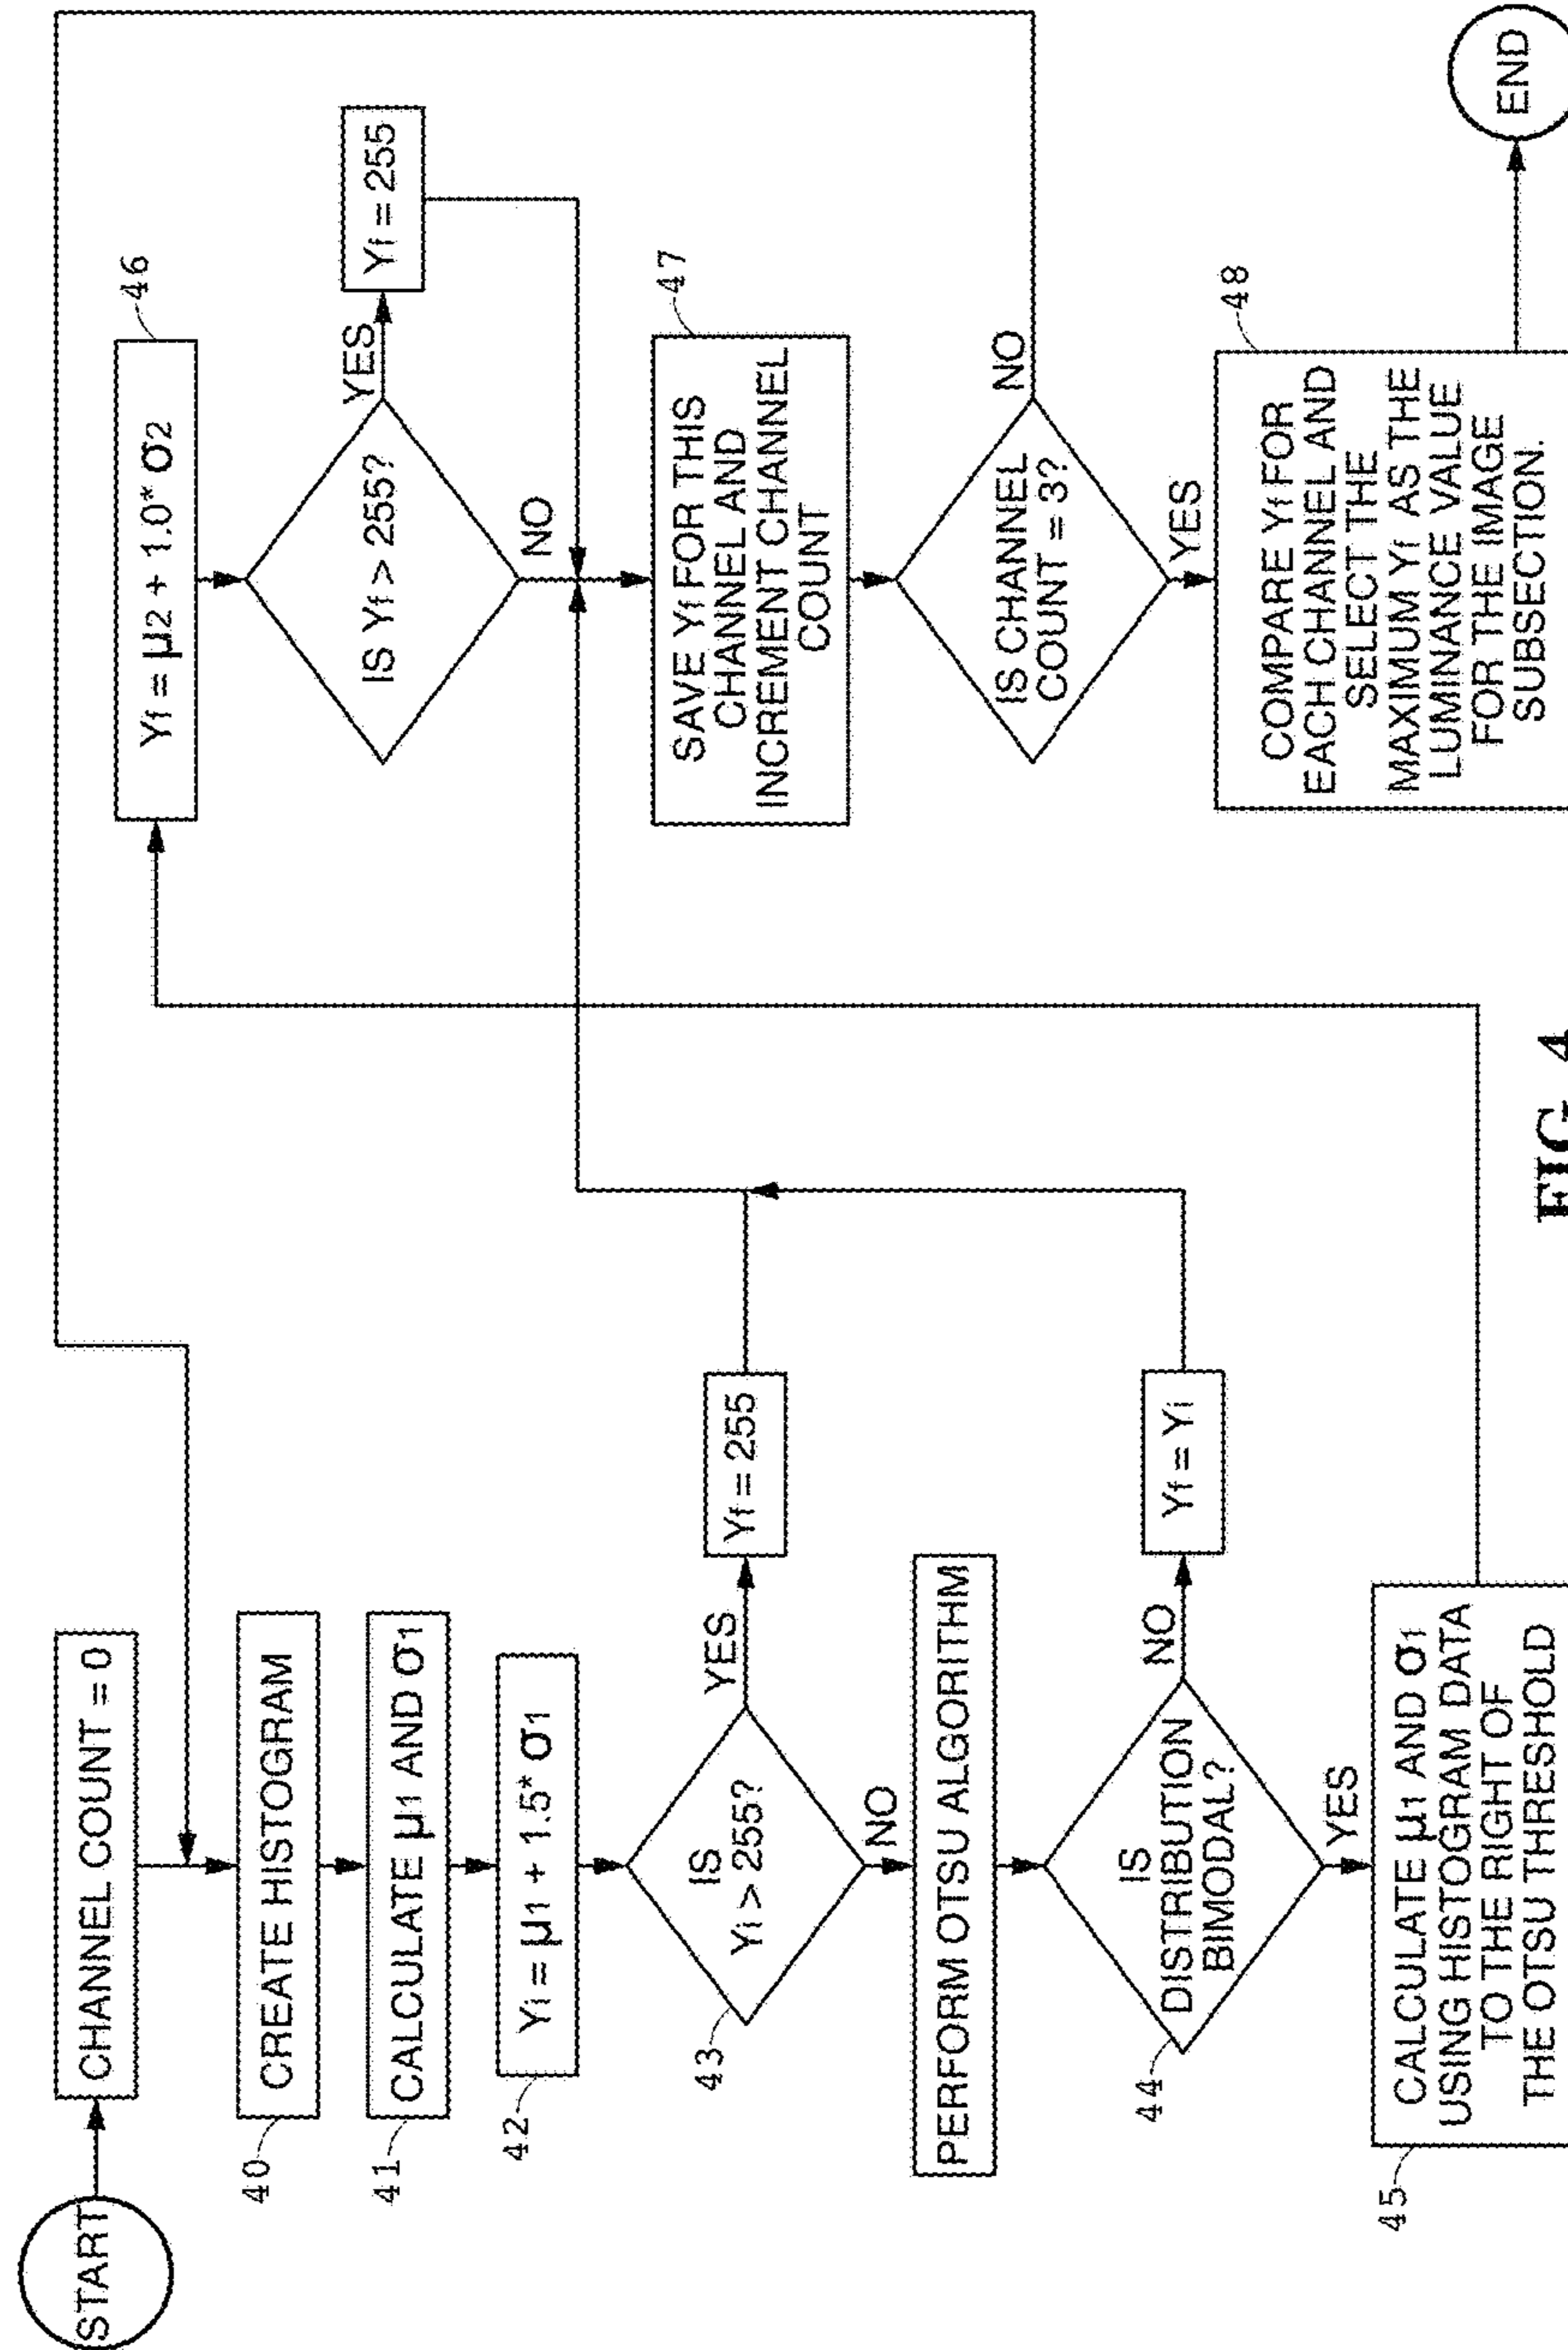 START
CHANNEL COUNT = 0
40
CREATE HISTOGRAM
41
CALCULATE μ1 AND σ1
42
Yi = μ1 + 1.5* σ1
43
IS
Yi > 255?
YES
Yf = 255
NO
PERFORM OTSU ALGORITHM
44
IS
DISTRIBUTION
BIMODAL?
NO
Yf = Yi
YES
45
CALCULATE μ1 AND σ1
USING HISTOGRAM DATA
TO THE RIGHT OF
THE OTSU THRESHOLD
46
Yf = μ2 + 1.0* σ2
IS Yf > 255?
YES
Yf = 255
NO
47
SAVE Yf FOR THIS
CHANNEL AND
INCREMENT CHANNEL
COUNT
IS CHANNEL
COUNT = 3?
NO
YES
48
COMPARE Yf FOR
EACH CHANNEL AND
SELECT THE
MAXIMUM Yf AS THE
LUMINANCE VALUE
FOR THE IMAGE
SUBSECTION.
END
FIG 4